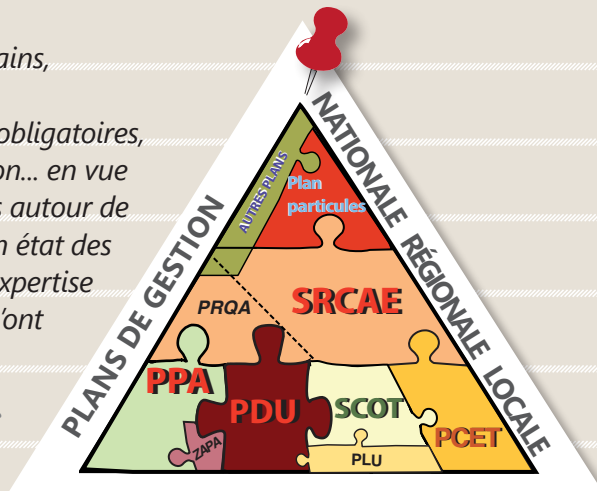 ains,
obligatoires,
on... en vue
s autour de
n état des
expertise
'ont
PLANS DE GESTION
NATIONALE RÉGIONALE LOCALE
AUTRES PLANS
Plan
particules
PRQA
SRCAE
PPA
PDU
SCOT
PCET
ZAPA
PLU